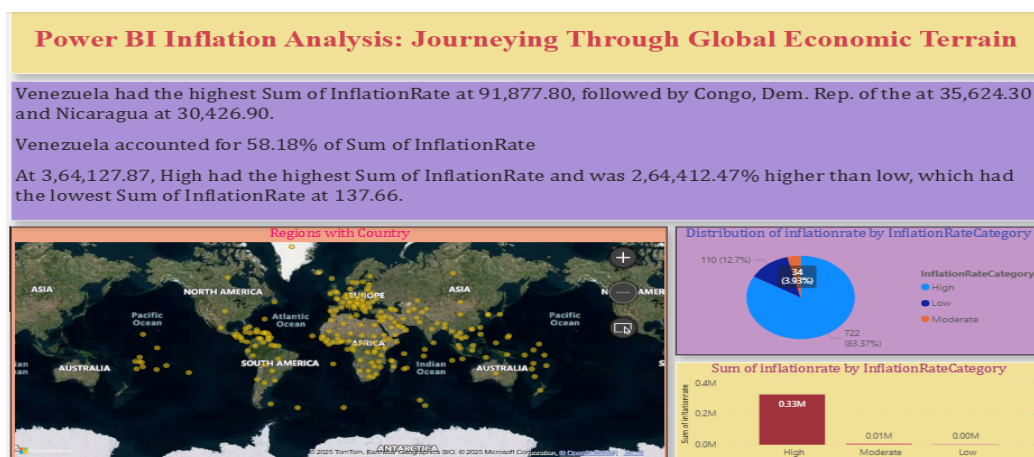 Power BI Inflation Analysis: Journeying Through Global Economic Terrain
Venezuela had the highest Sum of InflationRate at 91,877.80, followed by Congo, Dem. Rep. of the at 35,624.30
and Nicaragua at 30,426.90.
Venezuela accounted for 58.18% of Sum of InflationRate
At 3,64,127.87, High had the highest Sum of InflationRate and was 2,64,412.47% higher than low, which had
the lowest Sum of InflationRate at 137.66.
Regions with Country
ASIA
NORTH AMERICA
EUROPE
ASIA
N
AMER
Pacific
Ocean
Atlantic
Ocean
Pacific
Ocean
AFRICA
AUSTRALIA
SOUTH AMERICA
Indian
Ocean
AUSTRALIA
S
ian
an
ANTARCTICA
© 2025 TomTom, Earthstar Geographics SIO, © 2025 Microsoft Corporation, © OpenStreetMap
Distribution of inflationrate by InflationRateCategory
110 (12.7%)
34
(3.93%)
722
(83.37%)
InflationRateCategory
High
Low
Moderate
Sum of inflationrate by InflationRateCategory
Sum of inflationrate
0.4M
0.2M
0.0M
0.33M
0.01M
0.00M
High
Moderate
Low